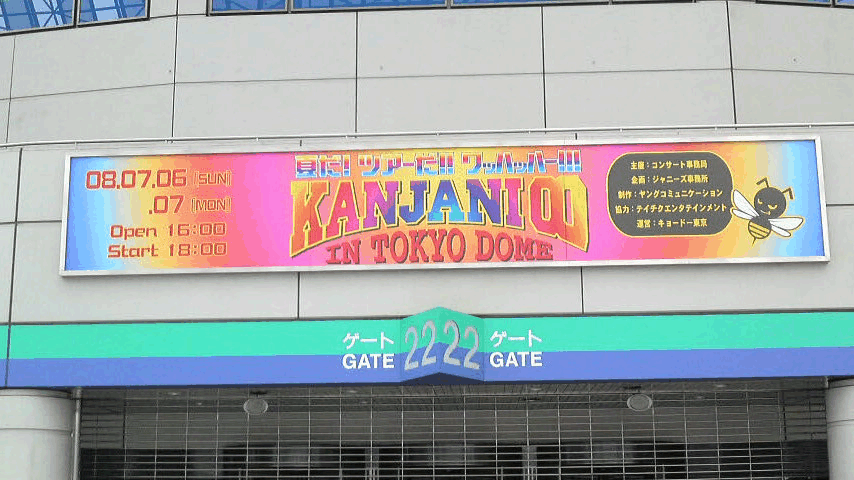 08.07.06 [SUN]
.07 [MON]
Open 16:00
Start 18:00
夏だ! ツアーだ!! ワッハッハー!!!
KANJANI∞
IN TOKYO DOME
主催:コンサート事務局
企画:ジャニーズ事務所
制作:ヤングコミュニケーション
協力:テイチクエンタテインメント
運営:キョードー東京
ゲート 22 22 ゲート
GATE GATE